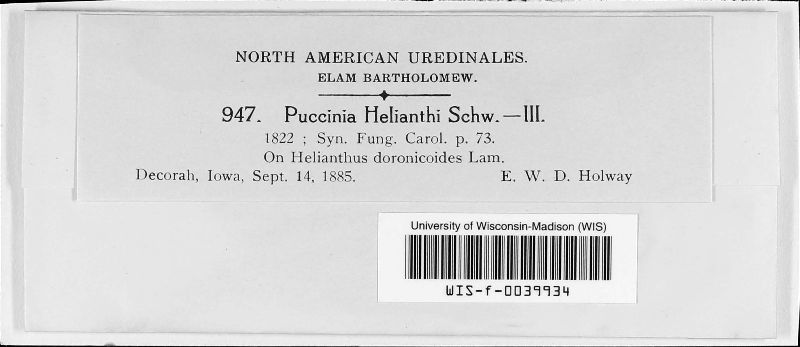 NORTH AMERICAN UREDINALES.
ELAM BARTHOLOMEW.
947. Puccinia Helianthi Schw.—III.
1822 ; Syn. Fung. Carol. p. 73.
On Helianthus doronicoides Lam.
Decorah, Iowa, Sept. 14, 1885. E. W. D. Holway
University of Wisconsin-Madison (WIS)
WIS-f-0039934